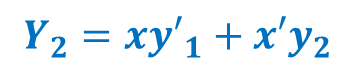 Y₂ = xy′₁ + x′y₂